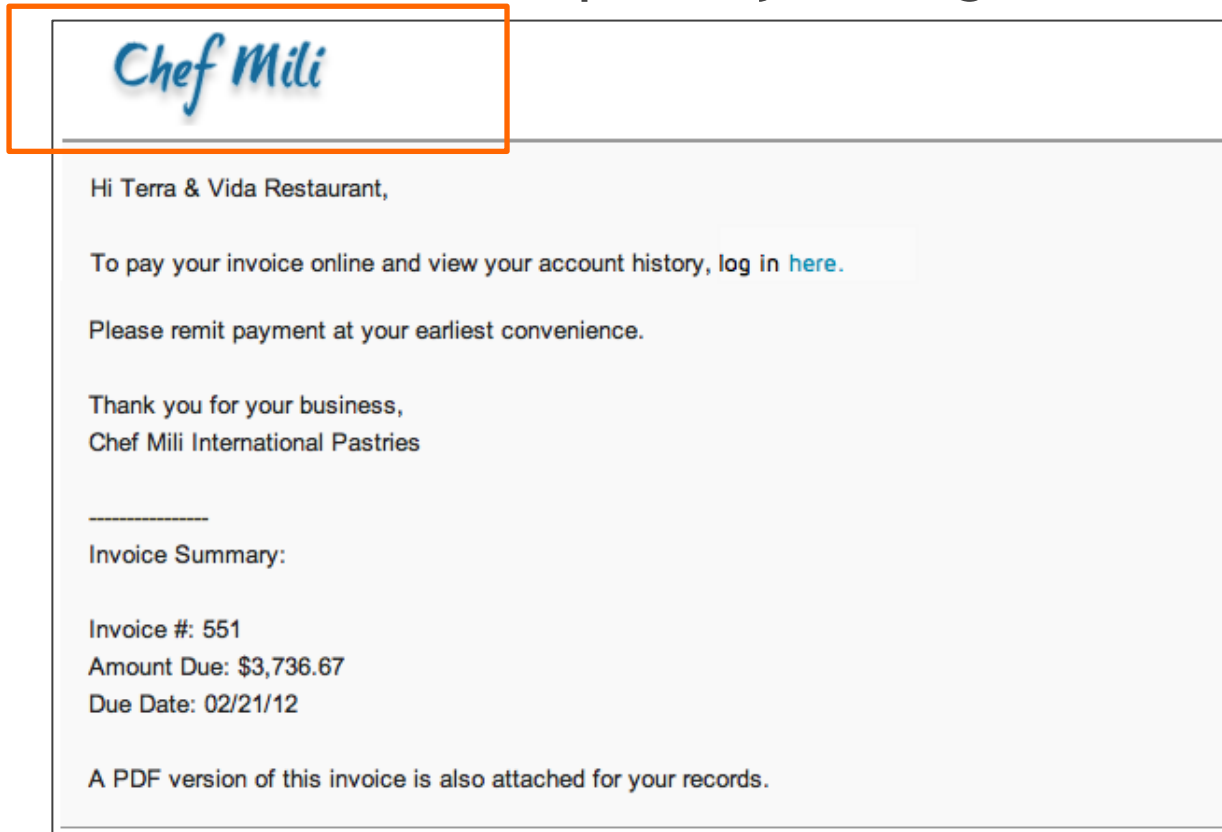 Chef Mili
Hi Terra & Vida Restaurant,
To pay your invoice online and view your account history, log in here.
Please remit payment at your earliest convenience.
Thank you for your business,
Chef Mili International Pastries
----------------
Invoice Summary:
Invoice #: 551
Amount Due: $3,736.67
Due Date: 02/21/12
A PDF version of this invoice is also attached for your records.